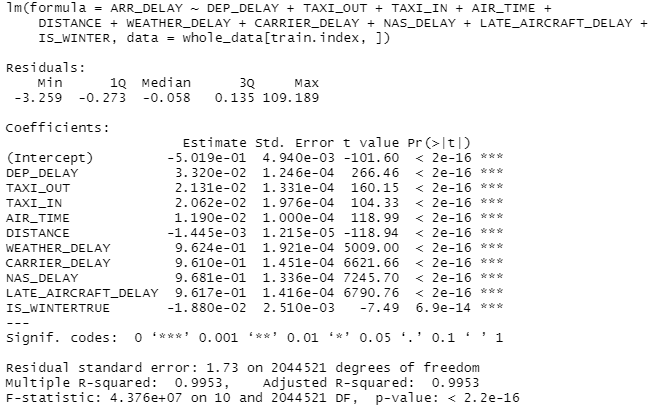 lm(formula = ARR_DELAY ~ DEP_DELAY + TAXI_OUT + TAXI_IN + AIR_TIME +
    DISTANCE + WEATHER_DELAY + CARRIER_DELAY + NAS_DELAY + LATE_AIRCRAFT_DELAY +
    IS_WINTER, data = whole_data[train.index, ])
Residuals:
    Min      1Q  Median      3Q     Max
 -3.259  -0.273  -0.058   0.135 109.189
Coefficients:
                      Estimate Std. Error t value Pr(>|t|)
(Intercept)         -5.019e-01  4.940e-03 -101.60  < 2e-16 ***
DEP_DELAY            3.320e-02  1.246e-04  266.46  < 2e-16 ***
TAXI_OUT             2.131e-02  1.331e-04  160.15  < 2e-16 ***
TAXI_IN              2.062e-02  1.976e-04  104.33  < 2e-16 ***
AIR_TIME             1.190e-02  1.000e-04  118.99  < 2e-16 ***
DISTANCE            -1.445e-03  1.215e-05 -118.94  < 2e-16 ***
WEATHER_DELAY        9.624e-01  1.921e-04 5009.00  < 2e-16 ***
CARRIER_DELAY        9.610e-01  1.451e-04 6621.66  < 2e-16 ***
NAS_DELAY            9.681e-01  1.336e-04 7245.70  < 2e-16 ***
LATE_AIRCRAFT_DELAY  9.617e-01  1.416e-04 6790.76  < 2e-16 ***
IS_WINTERTRUE       -1.880e-02  2.510e-03   -7.49  6.9e-14 ***
---
Signif. codes:  0 ‘***’ 0.001 ‘**’ 0.01 ‘*’ 0.05 ‘.’ 0.1 ‘ ’ 1
Residual standard error: 1.73 on 2044521 degrees of freedom
Multiple R-squared:  0.9953,    Adjusted R-squared:  0.9953
F-statistic: 4.376e+07 on 10 and 2044521 DF,  p-value: < 2.2e-16